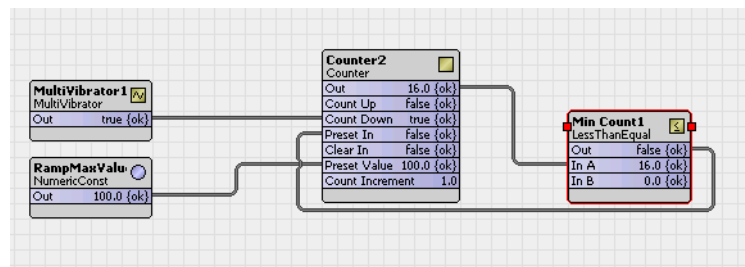 MultiVibrator1
MultiVibrator
Out true {ok}
RampMaxValu
NumericConst
Out 100.0 {ok}
Counter2
Counter
Out 16.0 {ok}
Count Up false {ok}
Count Down true {ok}
Preset In false {ok}
Clear In false {ok}
Preset Value 100.0 {ok}
Count Increment 1.0
Min Count1
LessThanEqual
Out false {ok}
In A 16.0 {ok}
In B 0.0 {ok}